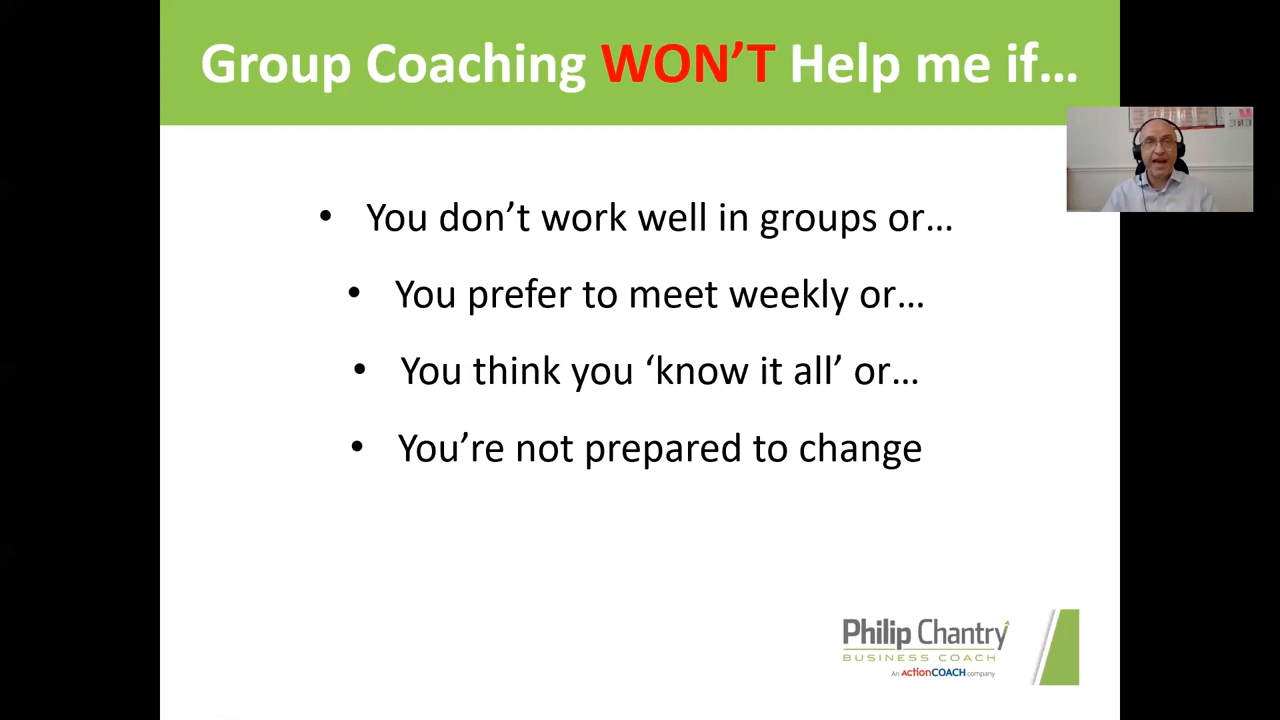 Group Coaching WON'T Help me if…
• You don't work well in groups or…
• You prefer to meet weekly or…
• You think you ‘know it all’ or…
• You're not prepared to change
Philip Chantry
BUSINESS COACH
An ACTIONCOACH company